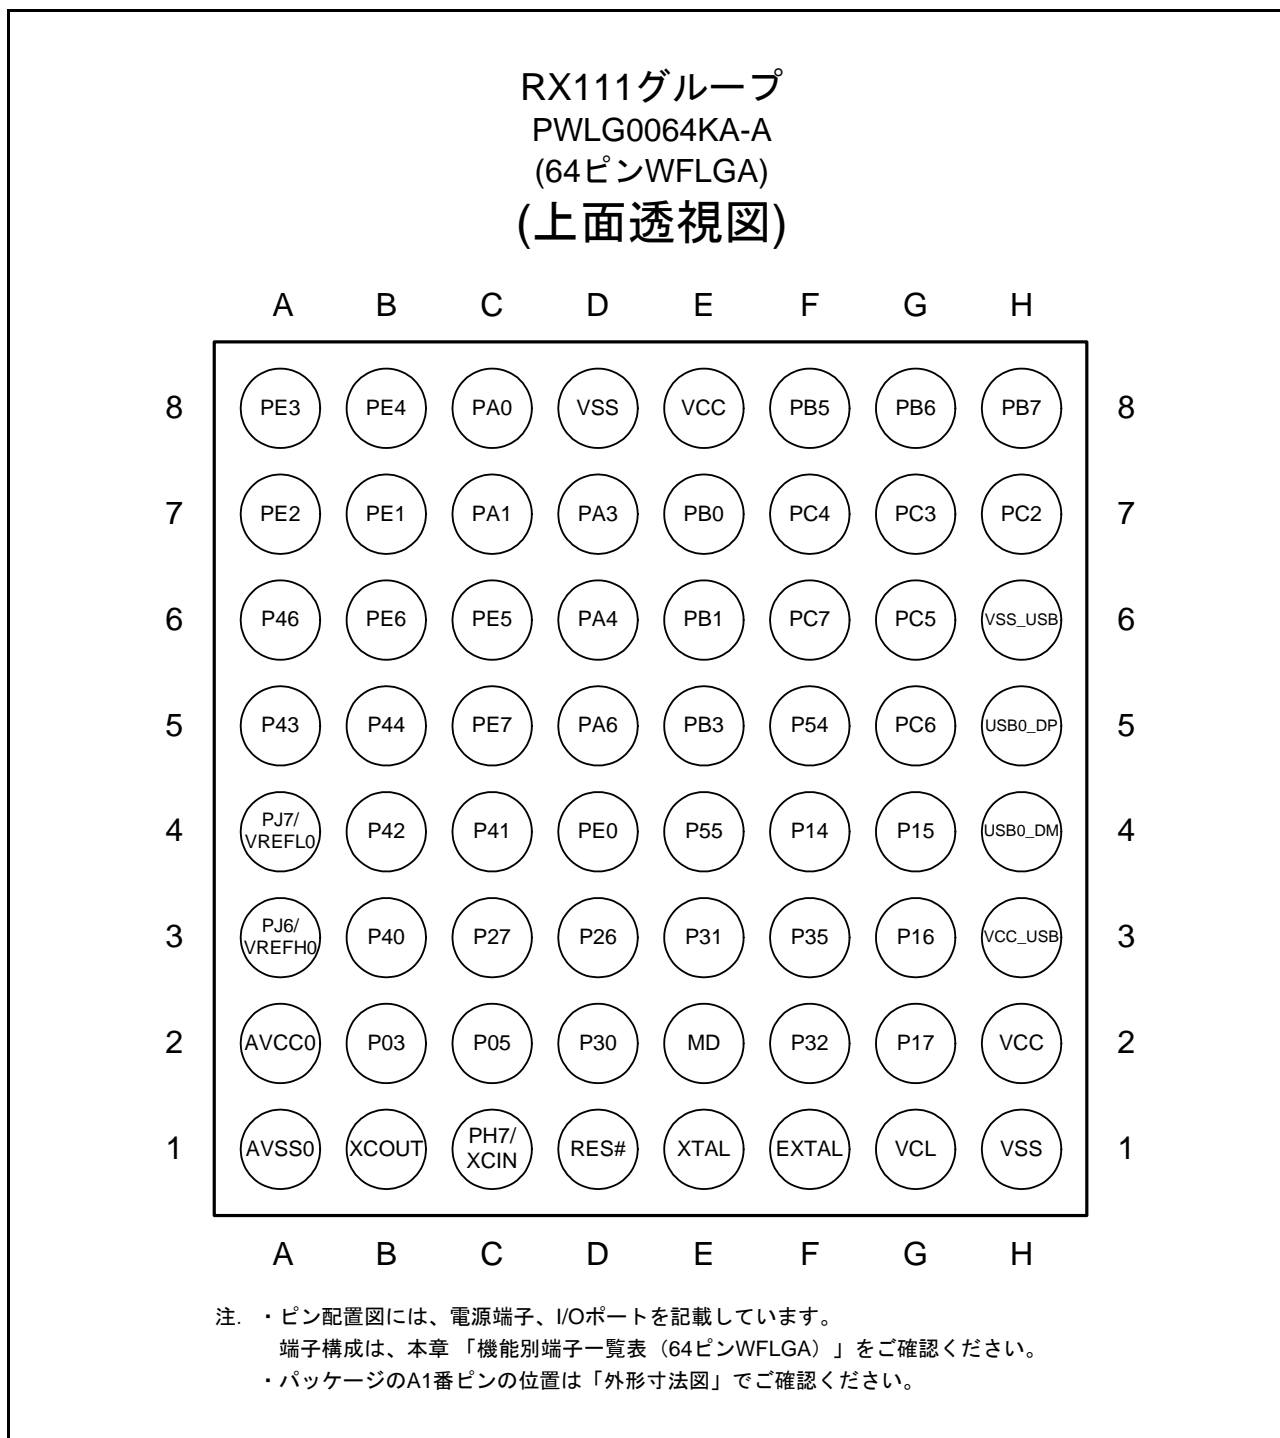 RX111グループ
PWLG0064KA-A
(64ピンWFLGA)
(上面透視図)
A B C D E F G H
8 PE3 PE4 PA0 VSS VCC PB5 PB6 PB7 8
7 PE2 PE1 PA1 PA3 PB0 PC4 PC3 PC2 7
6 P46 PE6 PE5 PA4 PB1 PC7 PC5 VSS_USB 6
5 P43 P44 PE7 PA6 PB3 P54 PC6 USB0_DP 5
4 PJ7/VREFL0 P42 P41 PE0 P55 P14 P15 USB0_DM 4
3 PJ6/VREFH0 P40 P27 P26 P31 P35 P16 VCC_USB 3
2 AVCC0 P03 P05 P30 MD P32 P17 VCC 2
1 AVSS0 XCOUT PH7/XCIN RES# XTAL EXTAL VCL VSS 1
A B C D E F G H
注. ・ピン配置図には、電源端子、I/Oポートを記載しています。
端子構成は、本章 「機能別端子一覧表（64ピンWFLGA）」をご確認ください。
・パッケージのA1番ピンの位置は「外形寸法図」でご確認ください。